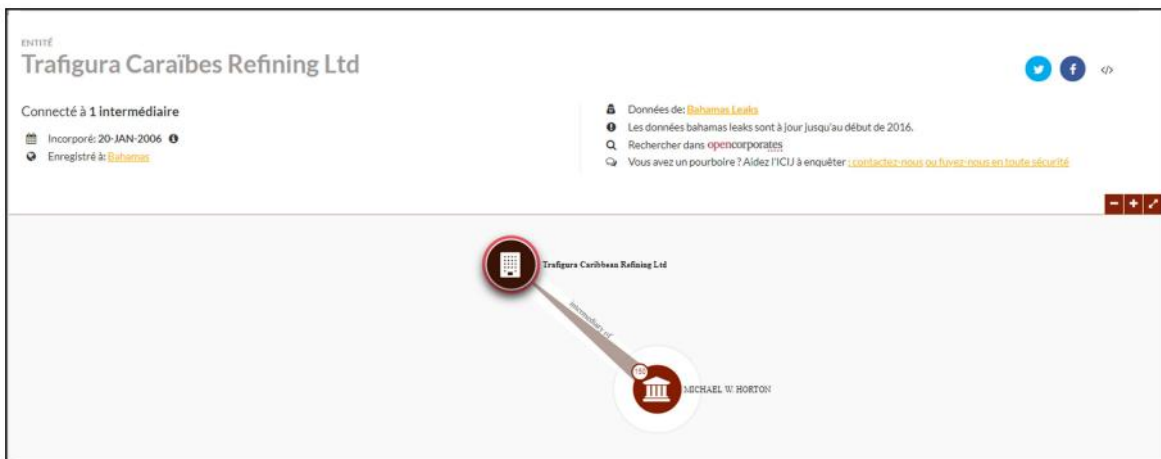 ENTITÉ
Trafigura Caraïbes Refining Ltd
Connecté à 1 intermédiaire
Incorporé: 20-JAN-2006
Enregistré à: Bahamas
Données de: Bahamas Leaks
Les données bahamas leaks sont à jour jusqu'au début de 2016.
Rechercher dans opencorporates
Vous avez un pourboire ? Aidez l'ICIJ à enquêter : contactez-nous ou fuyez-nous en toute sécurité
Trafigura Caribbean Refining Ltd
intermediary of
150
MICHAEL W. HORTON